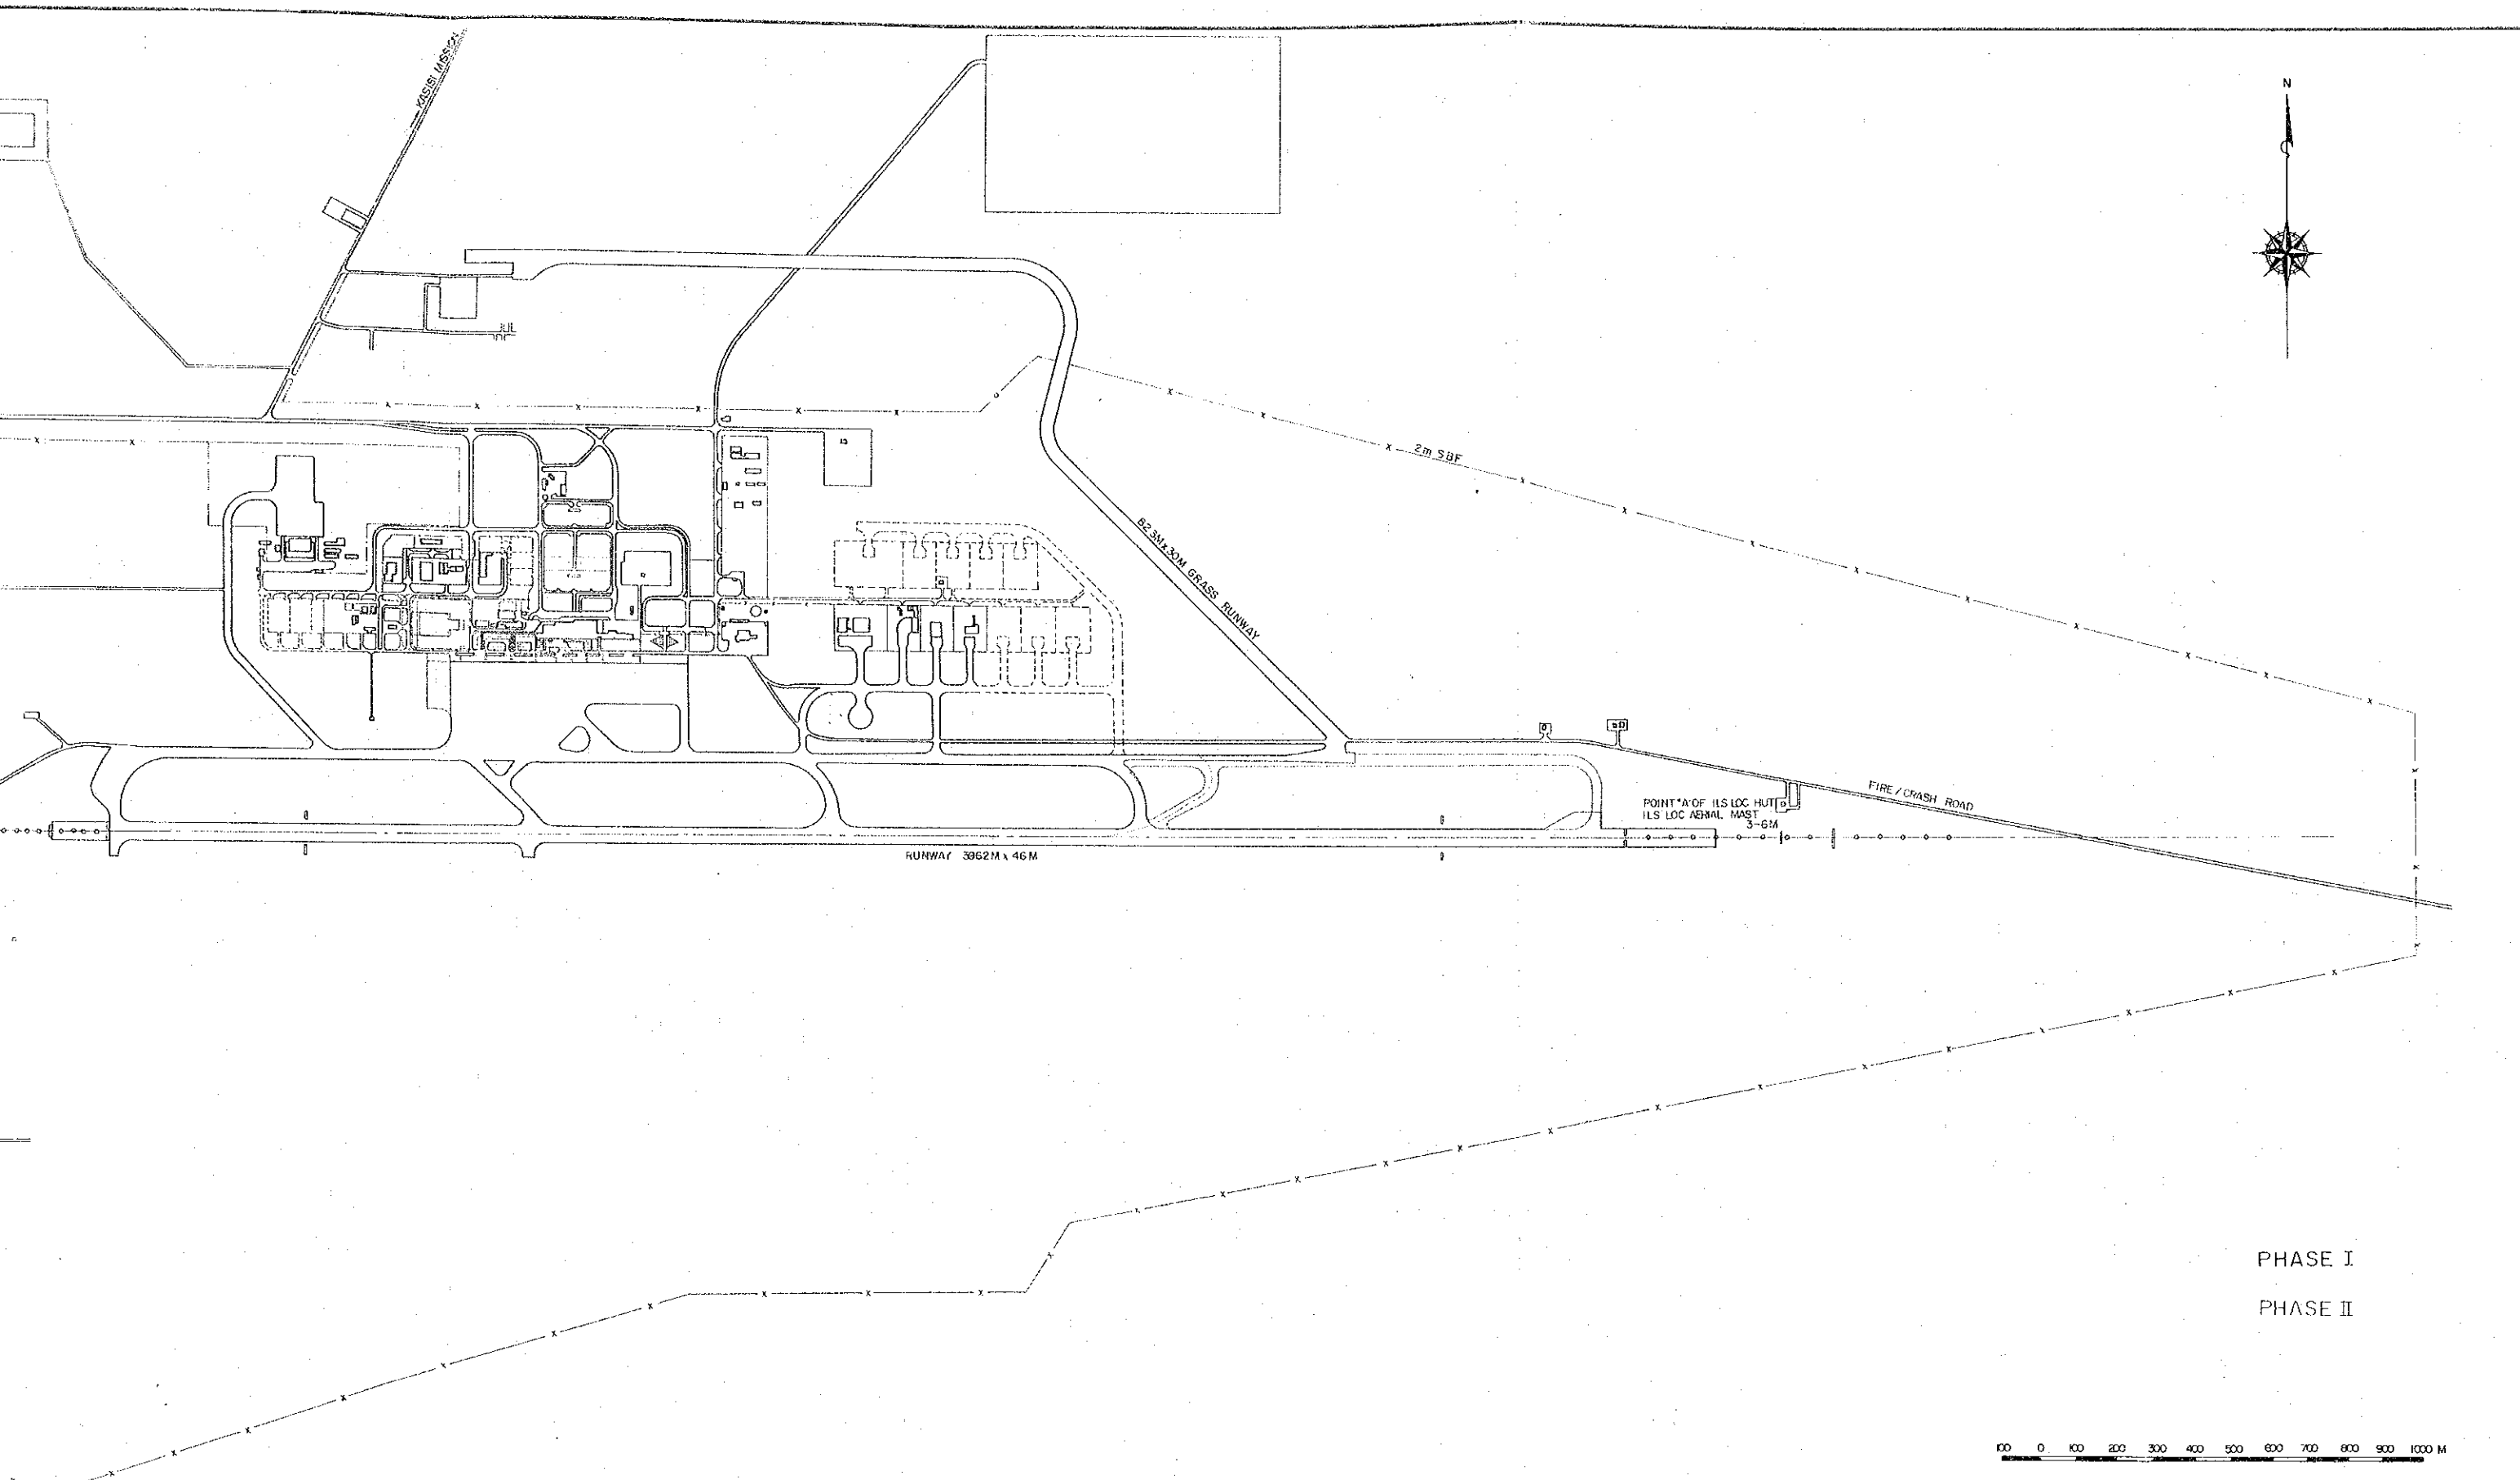 KASISI MISSION
N
2m SBF
823M x 30M GRASS RUNWAY
POINT "A" OF ILS LOC HUT
ILS LOC AERIAL MAST
3-6M
FIRE / CRASH ROAD
RUNWAY 3962M x 46M
PHASE I
PHASE II
100 0 100 200 300 400 500 600 700 800 900 1000 M